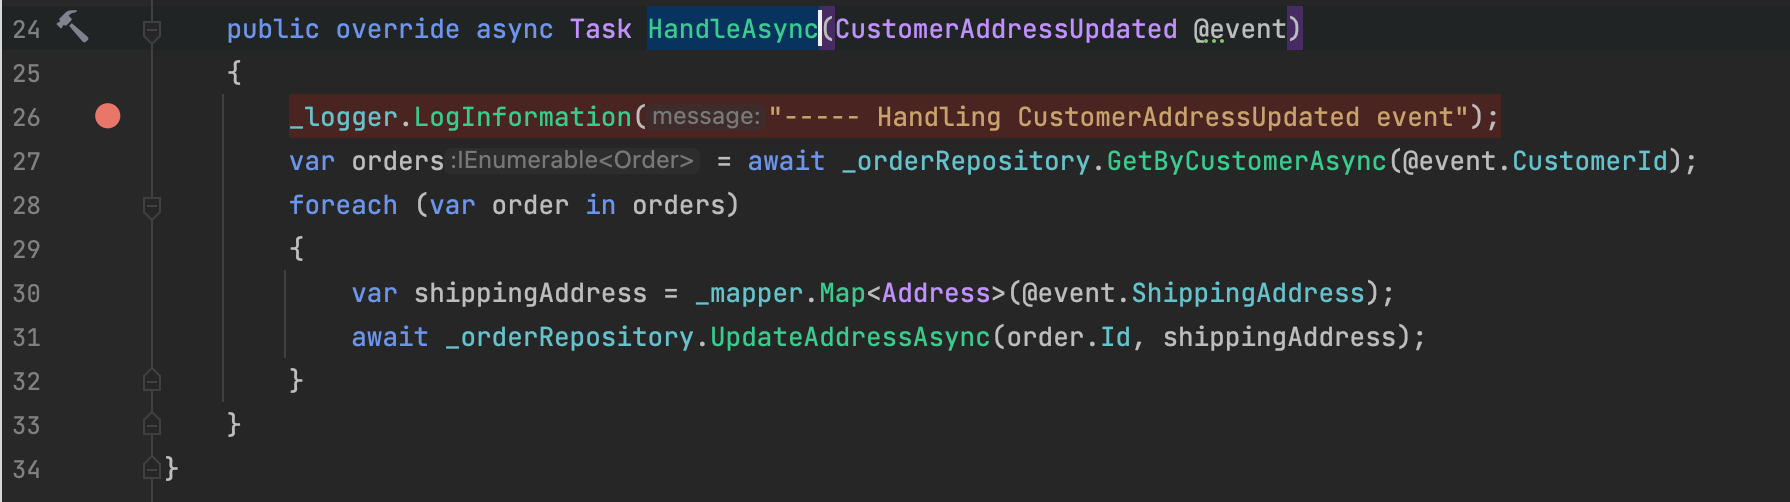 24 public override async Task HandleAsync(CustomerAddressUpdated @event)
25 {
26 _logger.LogInformation( message: "----- Handling CustomerAddressUpdated event");
27 var orders :IEnumerable<Order> = await _orderRepository.GetByCustomerAsync(@event.CustomerId);
28 foreach (var order in orders)
29 {
30 var shippingAddress = _mapper.Map<Address>(@event.ShippingAddress);
31 await _orderRepository.UpdateAddressAsync(order.Id, shippingAddress);
32 }
33 }
34 }